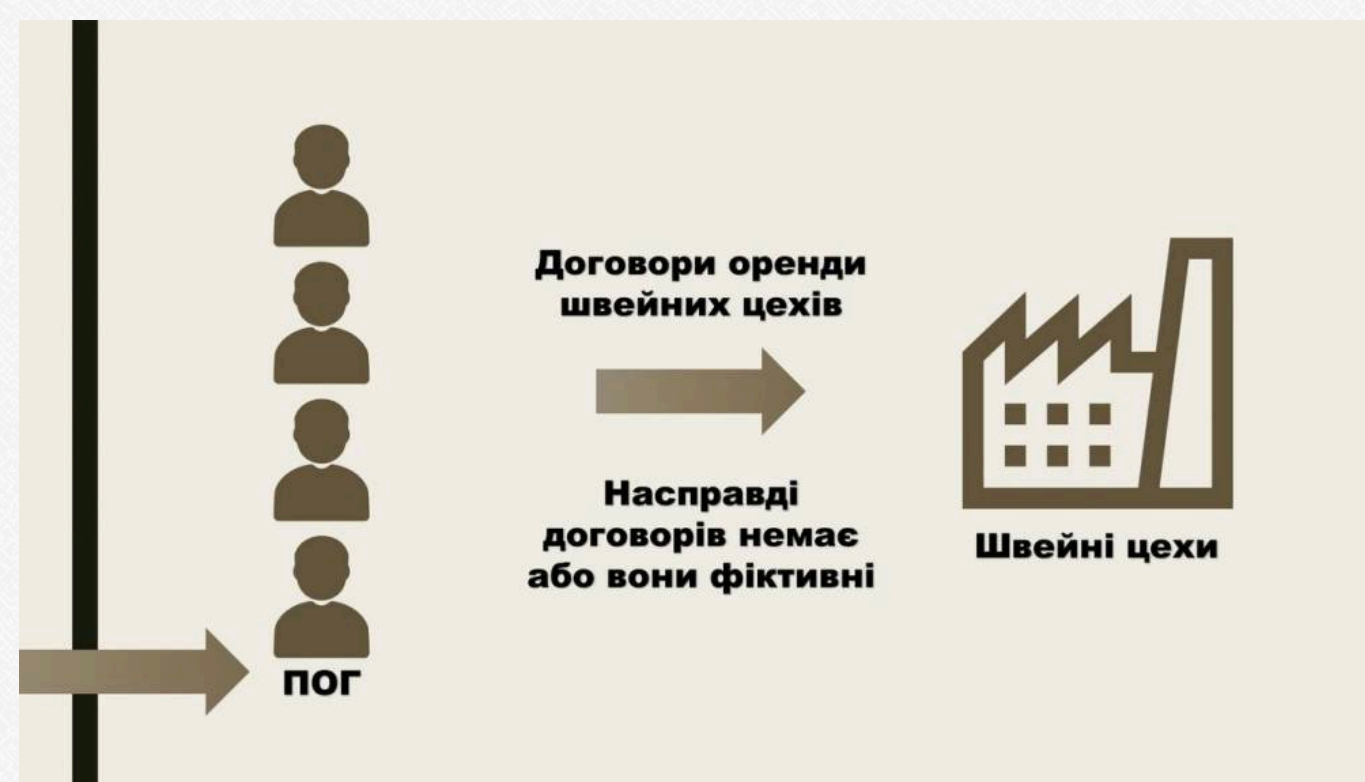 Договори оренди
швейних цехів
Насправді
договорів немає
або вони фіктивні
Швейні цехи
ПОГ